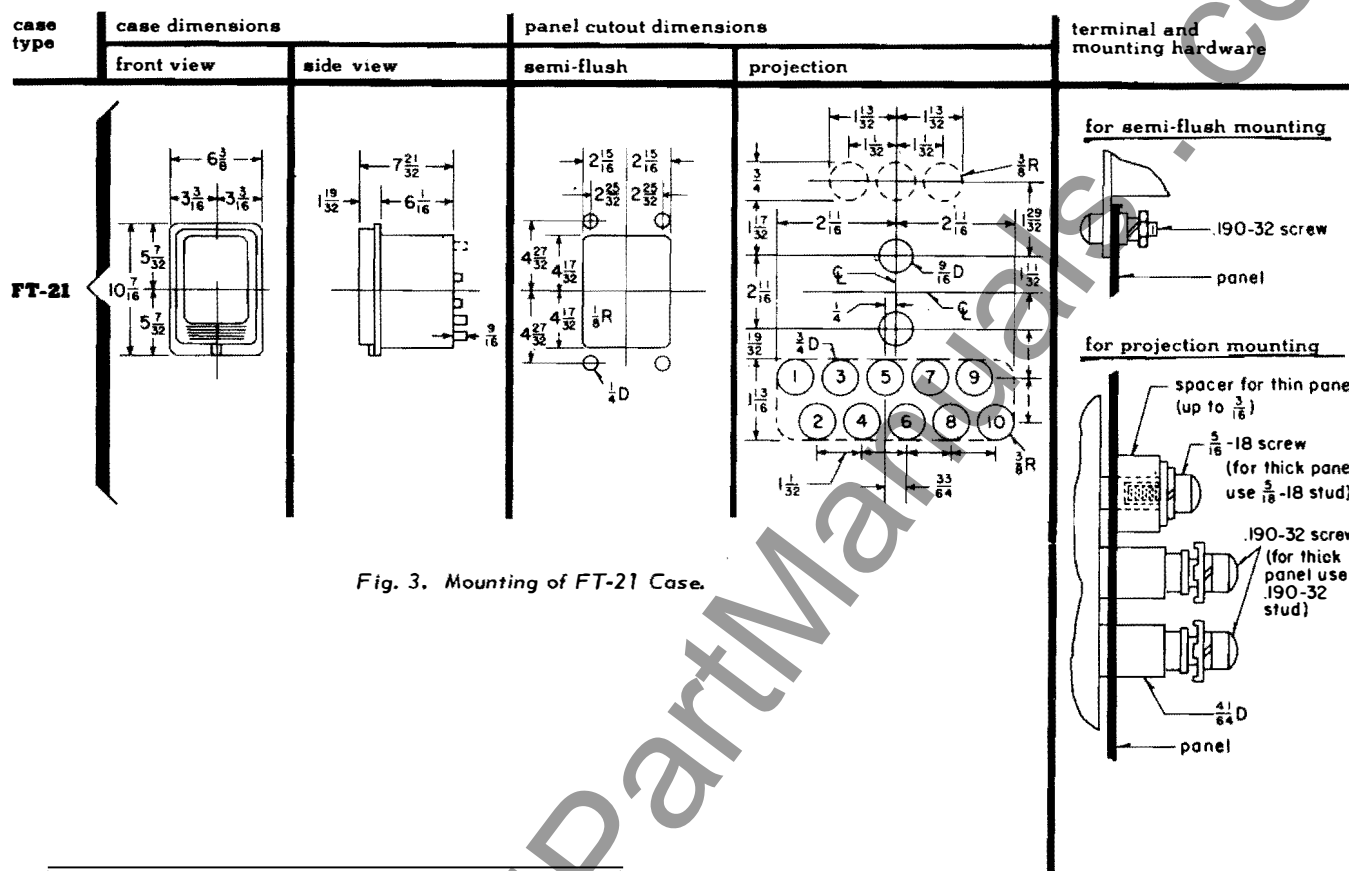 case type
case dimensions
panel cutout dimensions
terminal and mounting hardware
front view
side view
semi-flush
projection
FT-21
6 3/8
3 3/16
3 3/16
5 7/32
10 7/16
5 7/32
7 21/32
1 19/32
6 1/16
9/16
2 15/16
2 15/16
2 25/32
2 25/32
4 27/32
4 17/32
4 17/32
4 27/32
1/8 R
1/4 D
1 13/32
1 13/32
1 1/32
1 1/32
3/8 R
3/4
1 17/32
2 11/16
2 11/16
1 29/32
9/16 D
1 11/32
2 11/16
℄
℄
1/4
19/32
3/4 D
1 3 5 7 9
1 13/16
2 4 6 8 10
3/8 R
1 1/32
33/64
for semi-flush mounting
.190-32 screw
panel
for projection mounting
spacer for thin pane
(up to 3/16)
5/16 -18 screw
(for thick pane
use 5/18 -18 stud)
.190-32 screw
(for thick
panel use
.190-32
stud)
41/64 D
panel
Fig. 3. Mounting of FT-21 Case.
PartManuals.co